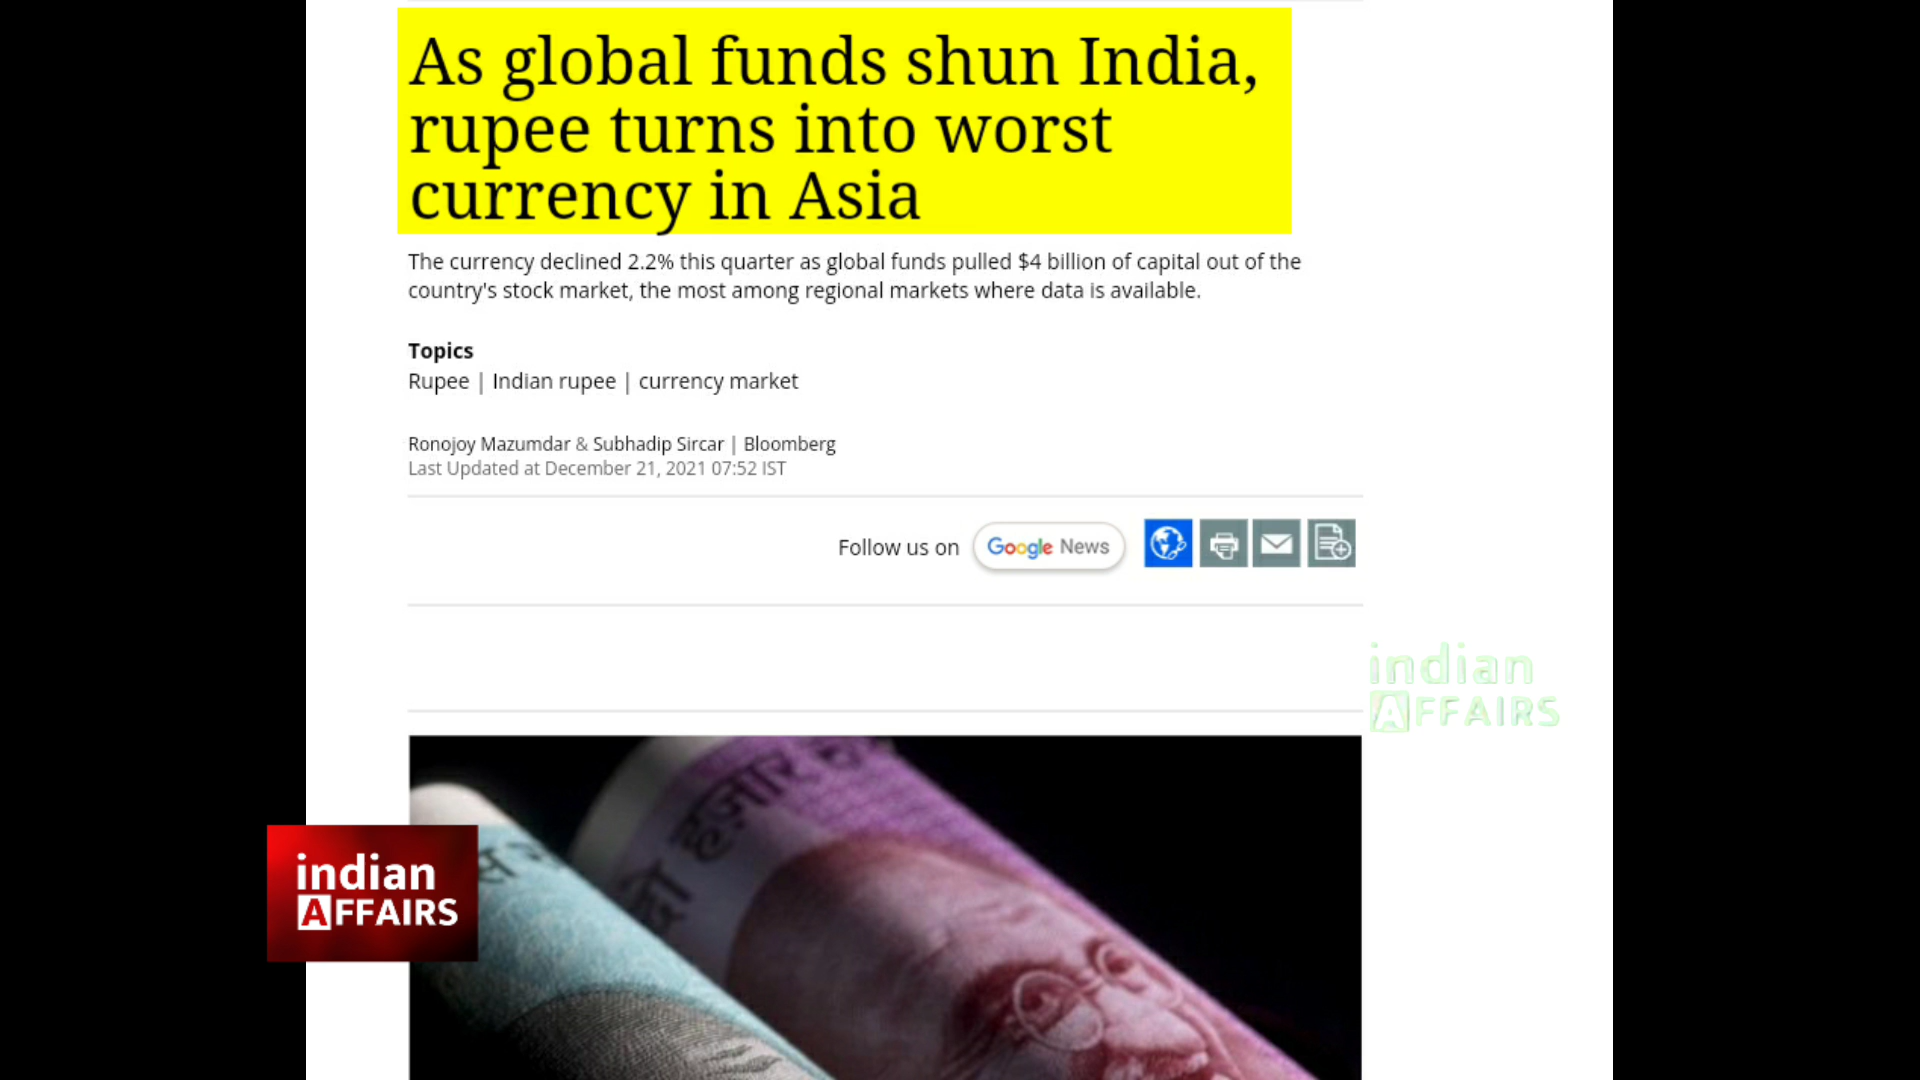 As global funds shun India,
rupee turns into worst
currency in Asia
The currency declined 2.2% this quarter as global funds pulled $4 billion of capital out of the
country's stock market, the most among regional markets where data is available.
Topics
Rupee | Indian rupee | currency market
Ronojoy Mazumdar & Subhadip Sircar | Bloomberg
Last Updated at December 21, 2021 07:52 IST
Follow us on Google News
indian
AFFAIRS
हज़ार
indian
AFFAIRS